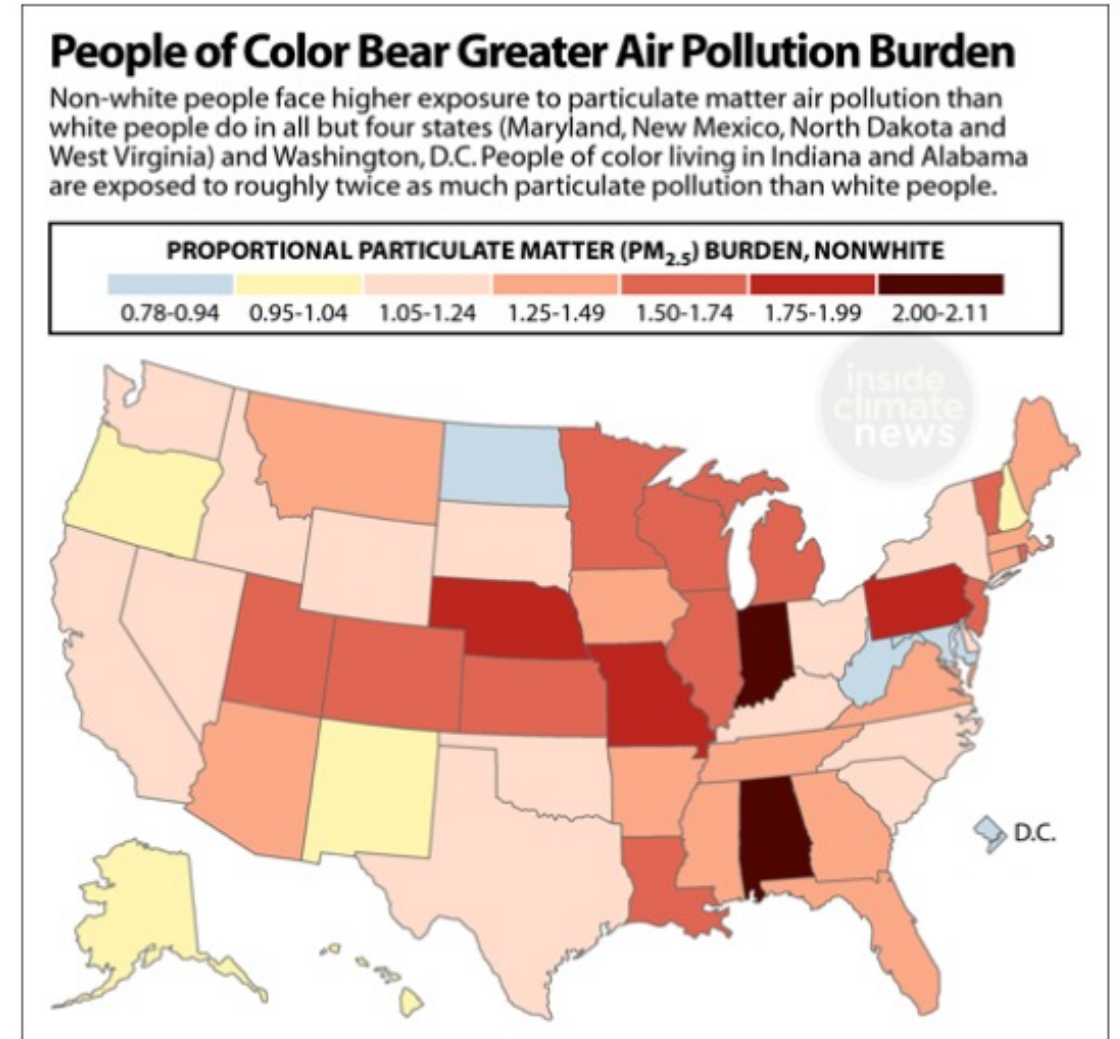 People of Color Bear Greater Air Pollution Burden
Non-white people face higher exposure to particulate matter air pollution than
white people do in all but four states (Maryland, New Mexico, North Dakota and
West Virginia) and Washington, D.C. People of color living in Indiana and Alabama
are exposed to roughly twice as much particulate pollution than white people.
PROPORTIONAL PARTICULATE MATTER (PM2.5) BURDEN, NONWHITE
0.78-0.94 0.95-1.04 1.05-1.24 1.25-1.49 1.50-1.74 1.75-1.99 2.00-2.11
inside
climate
news
D.C.